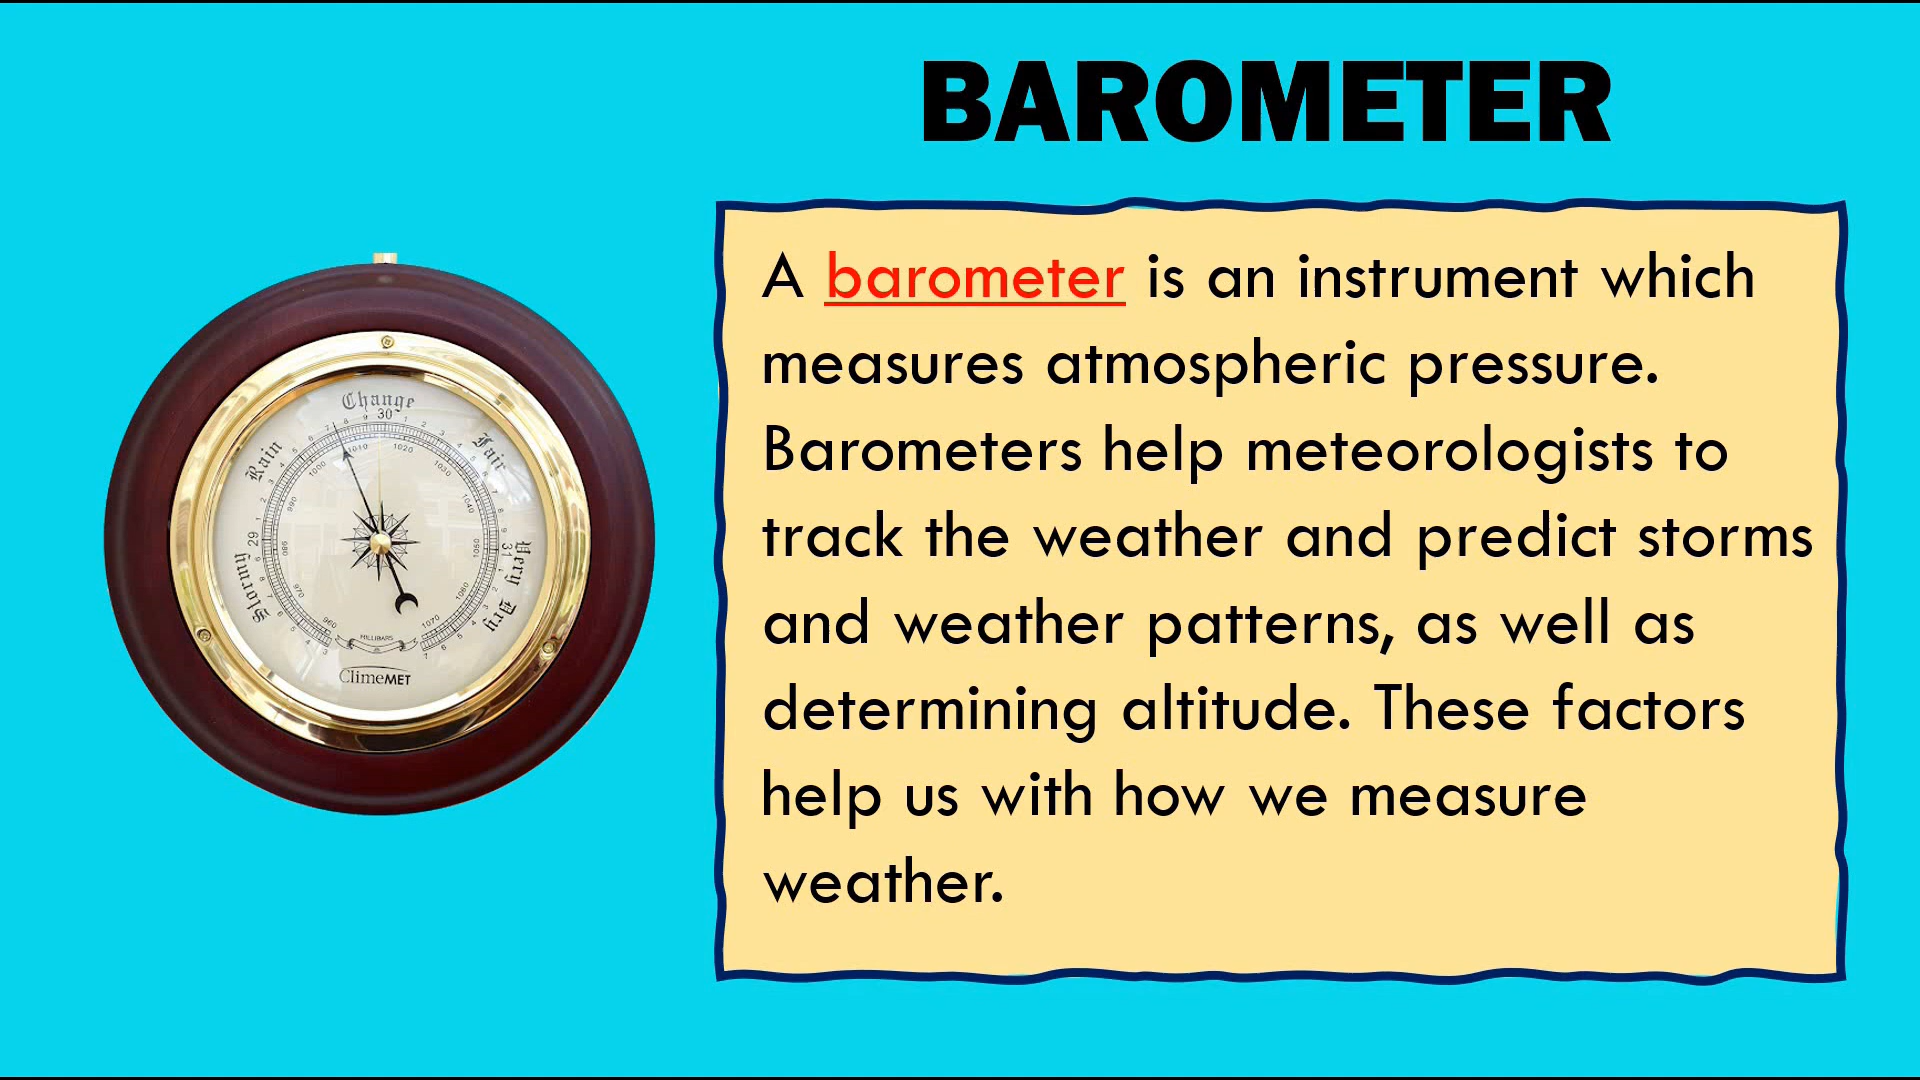 BAROMETER
A barometer is an instrument which
measures atmospheric pressure.
Barometers help meteorologists to
track the weather and predict storms
and weather patterns, as well as
determining altitude. These factors
help us with how we measure
weather.
Change
Rain
Fair
Stormy
Very Dry
29
30
31
960
970
980
990
1000
1010
1020
1030
1040
1050
1060
1070
MILLIBARS
ClimeMET